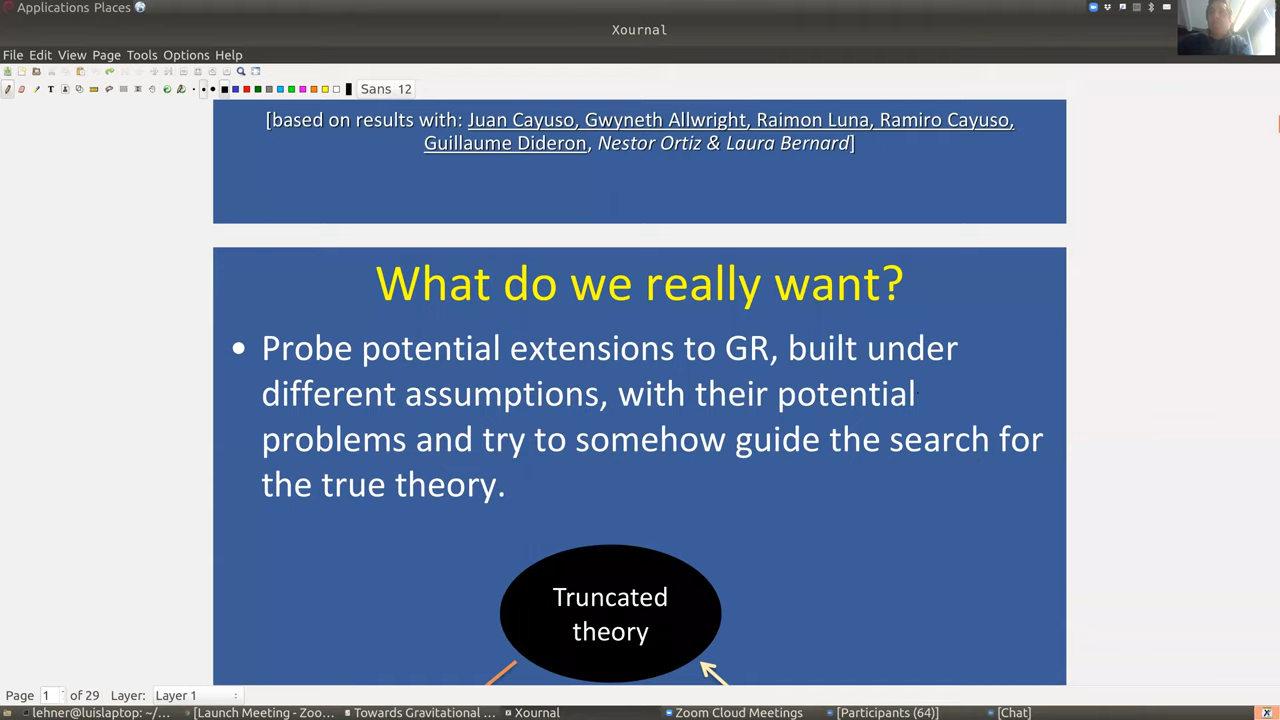 Applications Places
Xournal
File Edit View Page Tools Options Help
Sans 12
[based on results with: Juan Cayuso, Gwyneth Allwright, Raimon Luna, Ramiro Cayuso,
Guillaume Dideron, Nestor Ortiz & Laura Bernard]
What do we really want?
• Probe potential extensions to GR, built under
different assumptions, with their potential
problems and try to somehow guide the search for
the true theory.
Truncated
theory
Page 1 of 29 Layer: Layer 1
lehner@luislaptop: ~/... [Launch Meeting - Zoo... Towards Gravitational ... Xournal Zoom Cloud Meetings [Participants (64)] [Chat]